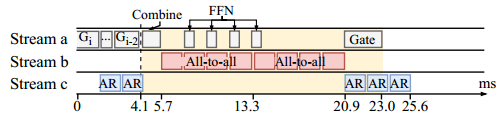 Combine FFN
Stream a Gi ... Gi-2 Gate
Stream b All-to-all All-to-all
Stream c AR AR AR AR AR ms
0 4.1 5.7 13.3 20.9 23.0 25.6